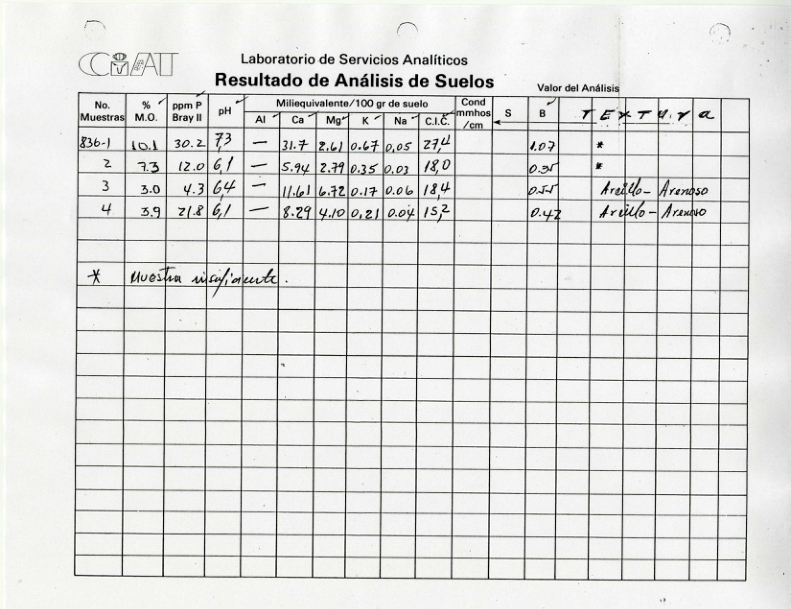 CIAT
Laboratorio de Servicios Analíticos
Resultado de Análisis de Suelos
Valor del Análisis
No. Muestras % M.O. ppm P Bray II pH Miliequivalente/100 gr de suelo Cond mmhos /cm S B Textura
Al Ca Mg K Na C.I.C.
836-1 10.1 30.2 7,3 — 31.7 2.61 0.67 0,05 27,4 1.07 *
2 7.3 12.0 6,1 — 5.94 2.79 0.35 0.03 18,0 0.35 *
3 3.0 4.3 6,4 — 11.61 6.72 0.17 0.06 18,4 0.55 Arcillo - Arenoso
4 3.9 21.8 6,1 — 8.29 4.10 0,21 0.04 15,2 0.42 Arcillo - Arenoso
* Muestra insuficiente.